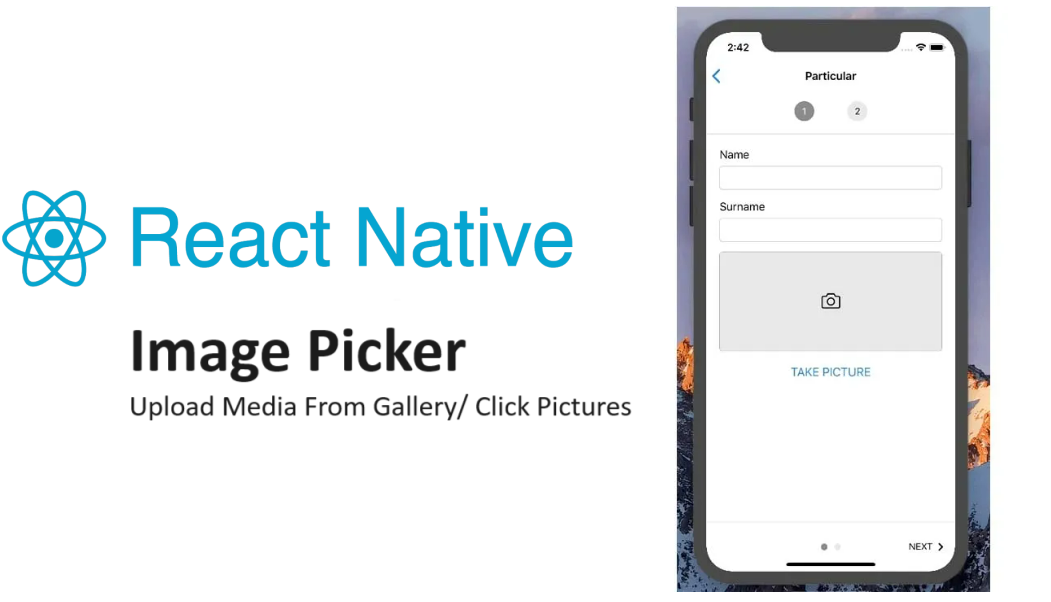 React Native
Image Picker
Upload Media From Gallery/ Click Pictures
2:42
Particular
1 2
Name
Surname
TAKE PICTURE
NEXT